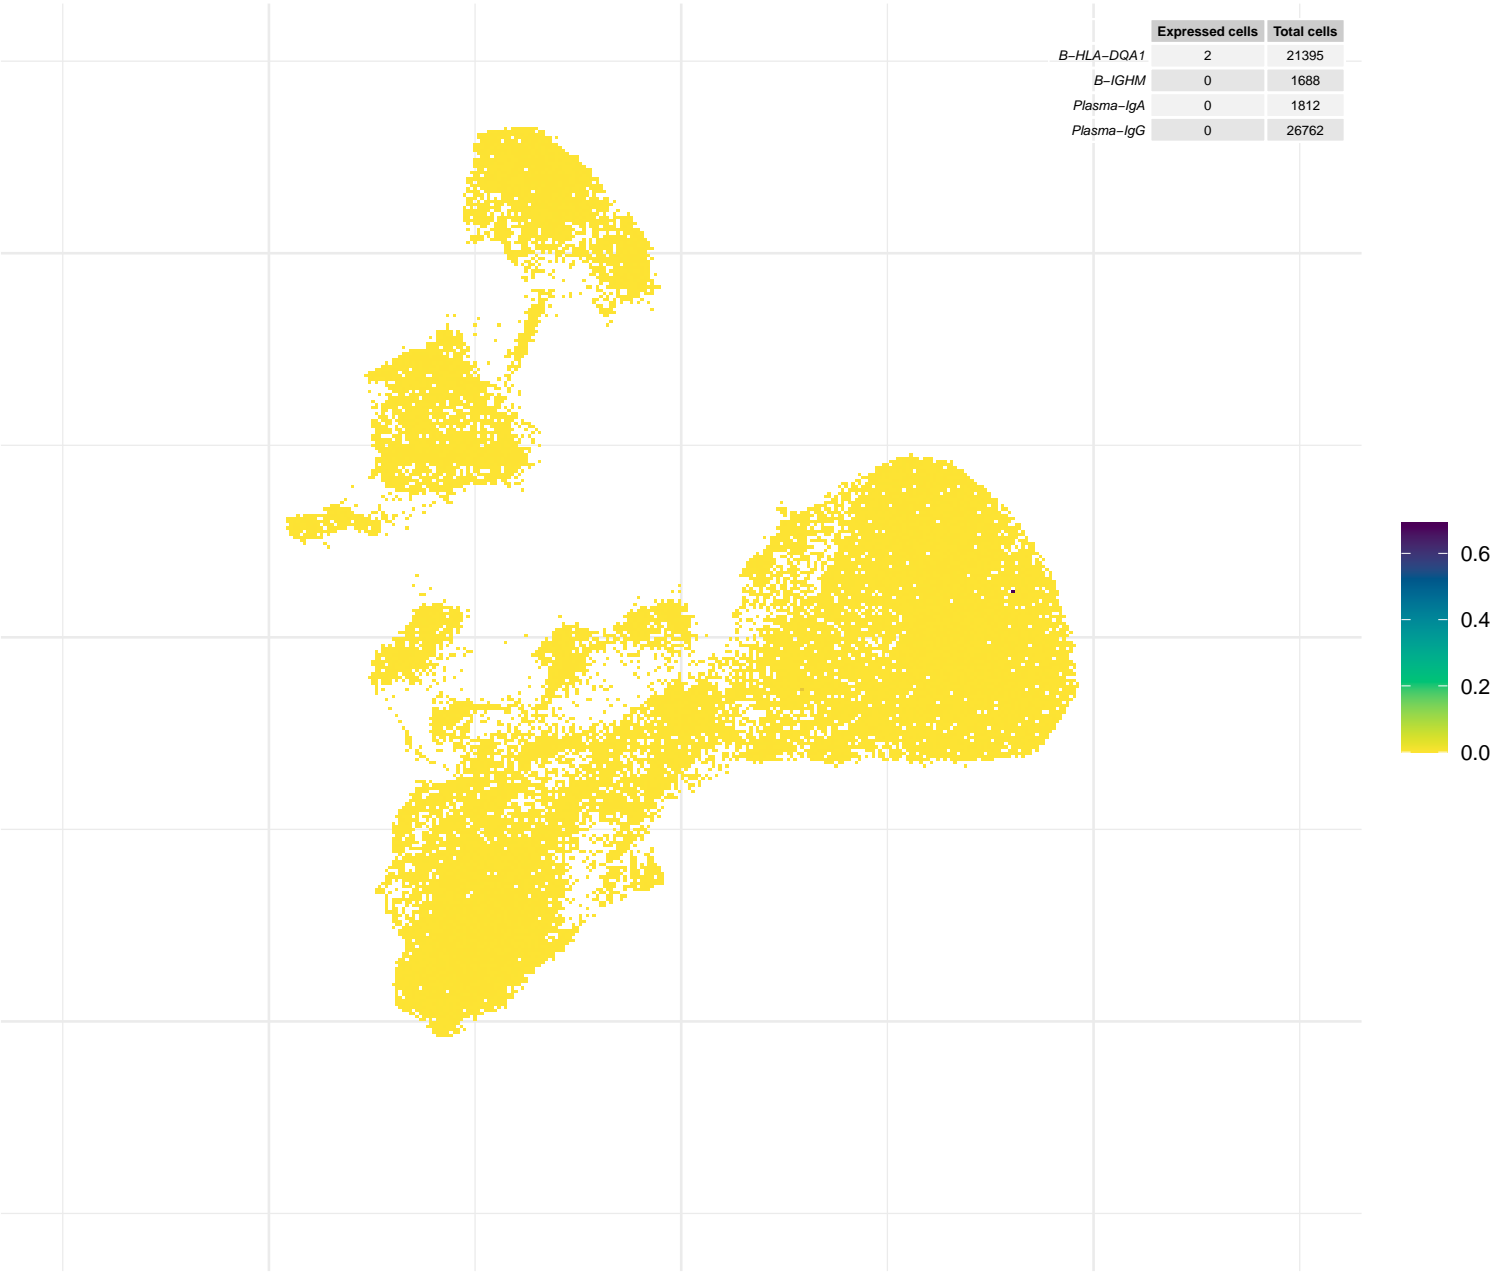 Expressed cells Total cells
B−HLA−DQA1 2 21395
B−IGHM 0 1688
Plasma−IgA 0 1812
Plasma−IgG 0 26762
0.6
0.4
0.2
0.0